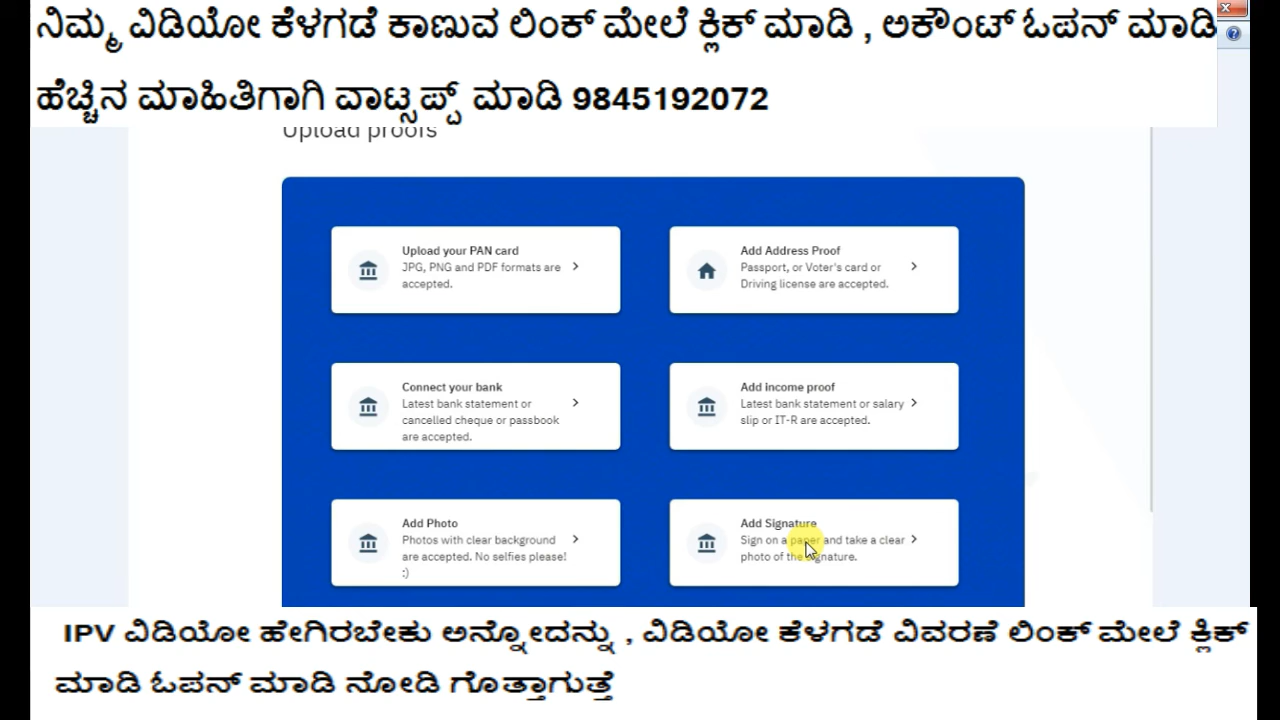 ನಿಮ್ಮ ವಿಡಿಯೋ ಕೆಳಗಡೆ ಕಾಣುವ ಲಿಂಕ್ ಮೇಲೆ ಕ್ಲಿಕ್ ಮಾಡಿ , ಅಕೌಂಟ್ ಓಪನ್ ಮಾಡಿ
ಹೆಚ್ಚಿನ ಮಾಹಿತಿಗಾಗಿ ವಾಟ್ಸಪ್ಪ್ ಮಾಡಿ 9845192072
Upload proofs
Upload your PAN card
JPG, PNG and PDF formats are
accepted.
Add Address Proof
Passport, or Voter's card or
Driving license are accepted.
Connect your bank
Latest bank statement or
cancelled cheque or passbook
are accepted.
Add income proof
Latest bank statement or salary
slip or IT-R are accepted.
Add Photo
Photos with clear background
are accepted. No selfies please!
:)
Add Signature
Sign on a paper and take a clear
photo of the signature.
IPV ವಿಡಿಯೋ ಹೇಗಿರಬೇಕು ಅನ್ನೋದನ್ನು , ವಿಡಿಯೋ ಕೆಳಗಡೆ ವಿವರಣೆ ಲಿಂಕ್ ಮೇಲೆ ಕ್ಲಿಕ್
ಮಾಡಿ ಓಪನ್ ಮಾಡಿ ನೋಡಿ ಗೊತ್ತಾಗುತ್ತೆ